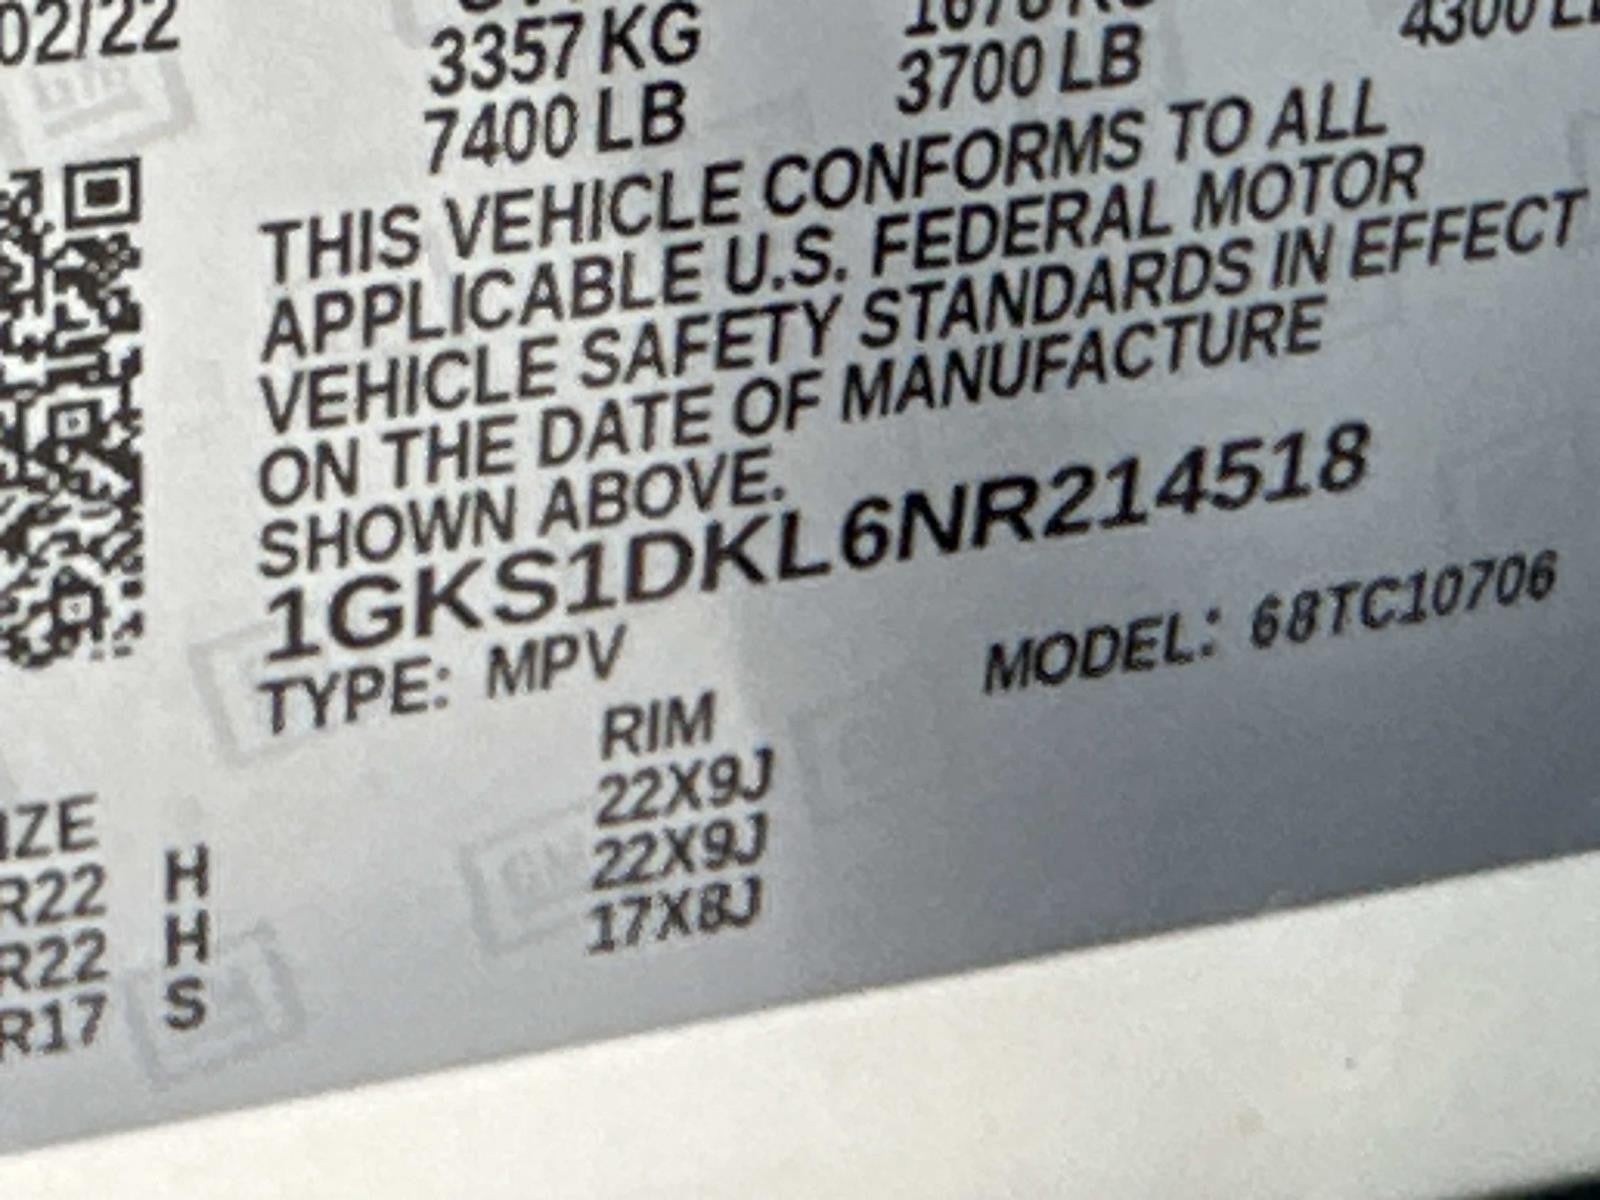 02/22
3357 KG
7400 LB
3700 LB
4300
THIS VEHICLE CONFORMS TO ALL
APPLICABLE U.S. FEDERAL MOTOR
VEHICLE SAFETY STANDARDS IN EFFECT
ON THE DATE OF MANUFACTURE
SHOWN ABOVE.
1GKS1DKL6NR214518
TYPE: MPV MODEL: 68TC10706
IZE RIM
R22 H 22X9J
R22 H 22X9J
R17 S 17X8J